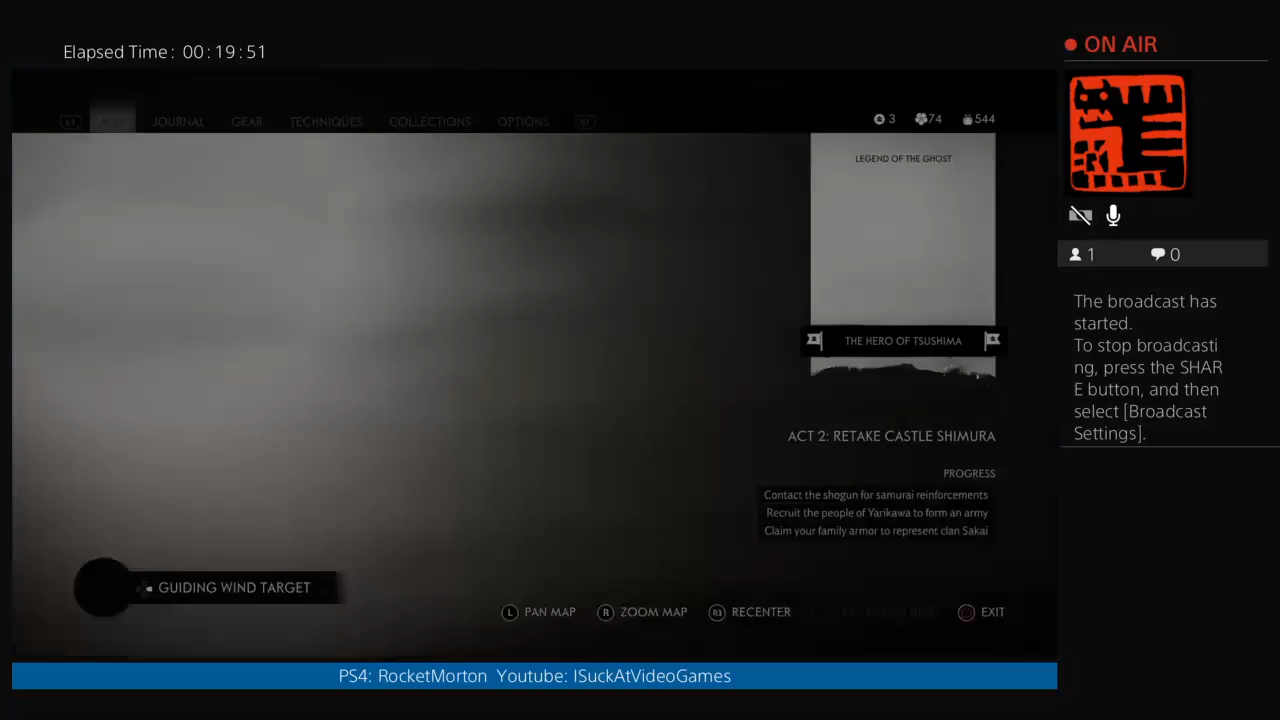 Elapsed Time: 00:19:51
ON AIR
JOURNAL GEAR TECHNIQUES COLLECTIONS OPTIONS
3 74 544
LEGEND OF THE GHOST
THE HERO OF TSUSHIMA
1 0
The broadcast has
started.
To stop broadcasti
ng, press the SHAR
E button, and then
select [Broadcast
Settings].
ACT 2: RETAKE CASTLE SHIMURA
PROGRESS
Contact the shogun for samurai reinforcements
Recruit the people of Yarikawa to form an army
Claim your family armor to represent clan Sakai
GUIDING WIND TARGET
L PAN MAP R ZOOM MAP R3 RECENTER EXIT
PS4: RocketMorton Youtube: ISuckAtVideoGames